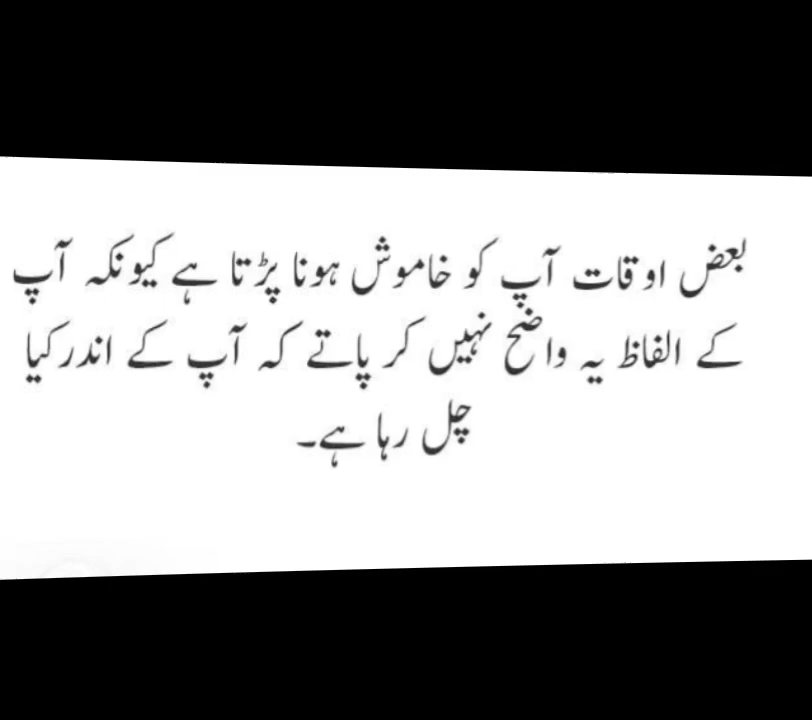 بعض اوقات آپ کو خاموش ہونا پڑتا ہے کیونکہ آپ
کے الفاظ یہ واضح نہیں کر پاتے کہ آپ کے اندر کیا
چل رہا ہے۔